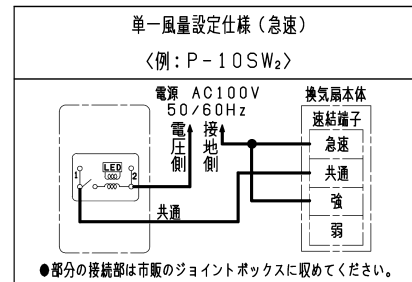 単一風量設定仕様（急速）
〈例：P－10SW₂〉
電源 AC100V
50/60Hz
電圧側
接地側
換気扇本体
速結端子
急速
共通
強
弱
LED
1
2
共通
●部分の接続部は市販のジョイントボックスに収めてください。